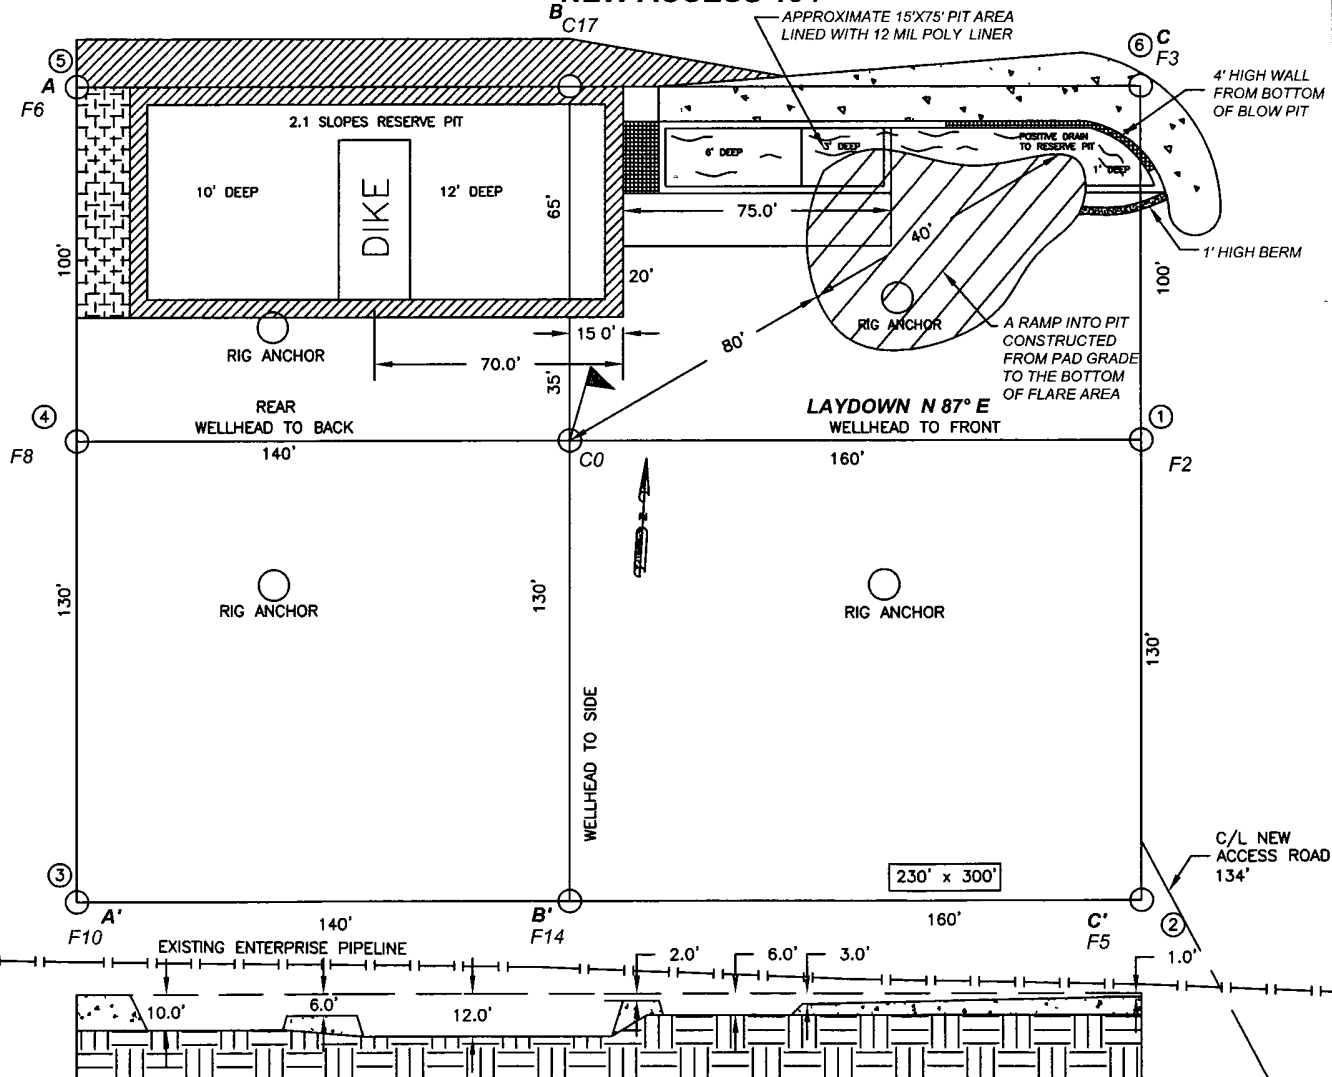 B
C17
APPROXIMATE 15'X75' PIT AREA
LINED WITH 12 MIL POLY LINER
6
C
F3
5
A
F6
4' HIGH WALL
FROM BOTTOM
OF BLOW PIT
2.1 SLOPES RESERVE PIT
10' DEEP
DIKE
12' DEEP
65'
6' DEEP
3' DEEP
POSITIVE DRAIN
TO RESERVE PIT
1' DEEP
75.0'
40'
1' HIGH BERM
100'
20'
100'
RIG ANCHOR
15 0'
RIG ANCHOR
A RAMP INTO PIT
CONSTRUCTED
FROM PAD GRADE
TO THE BOTTOM
OF FLARE AREA
80'
70.0'
35'
REAR
WELLHEAD TO BACK
LAYDOWN N 87° E
WELLHEAD TO FRONT
4
1
F8
140'
C0
160'
F2
RIG ANCHOR
130'
130'
RIG ANCHOR
130'
WELLHEAD TO SIDE
C/L NEW
ACCESS ROAD
134'
230' x 300'
3
A'
F10
140'
B'
F14
160'
C'
F5
2
EXISTING ENTERPRISE PIPELINE
2.0'
6.0'
3.0'
1.0'
10.0'
6.0'
12.0'